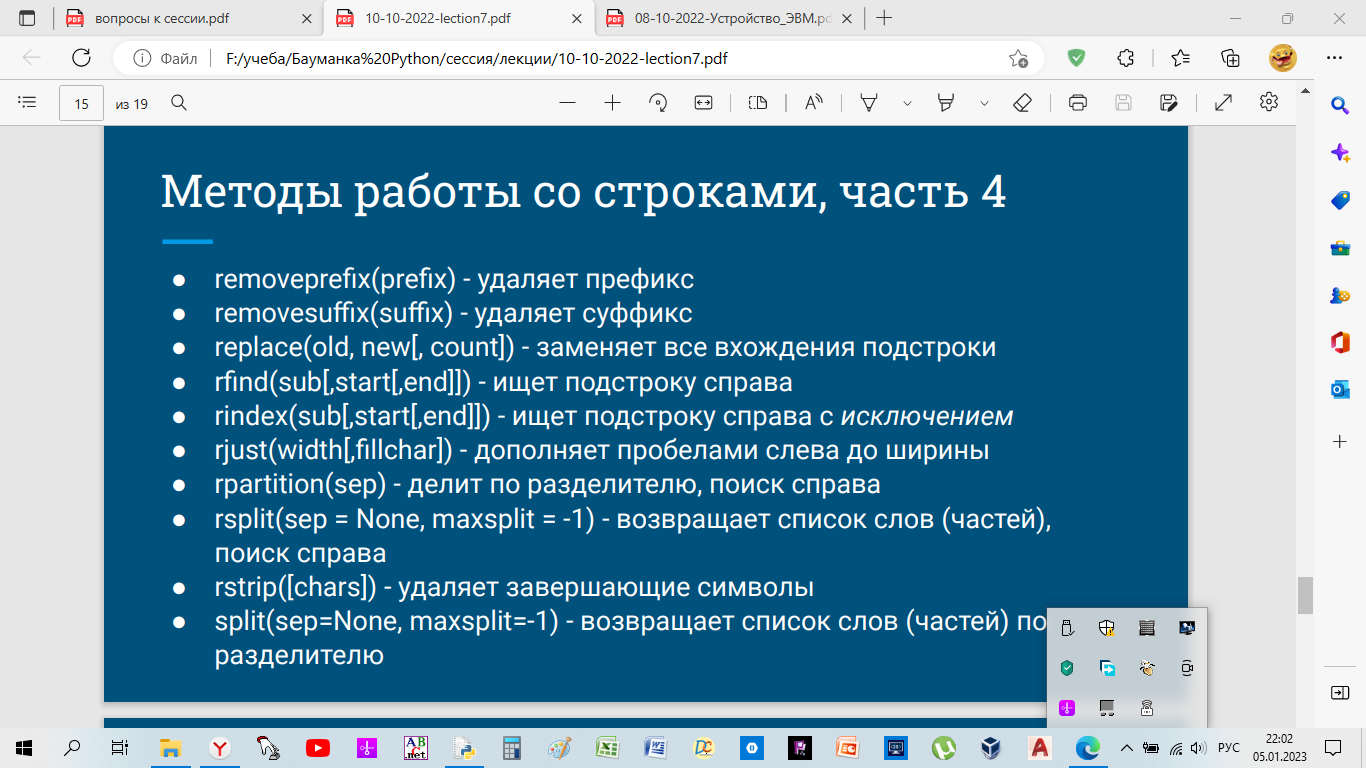 вопросы к сессии.pdf
10-10-2022-lection7.pdf
08-10-2022-Устройство_ЭВМ.pd
Файл
F:/учеба/Бауманка%20Python/сессия/лекции/10-10-2022-lection7.pdf
15 из 19
Методы работы со строками, часть 4
● removeprefix(prefix) - удаляет префикс
● removesuffix(suffix) - удаляет суффикс
● replace(old, new[, count]) - заменяет все вхождения подстроки
● rfind(sub[,start[,end]]) - ищет подстроку справа
● rindex(sub[,start[,end]]) - ищет подстроку справа с исключением
● rjust(width[,fillchar]) - дополняет пробелами слева до ширины
● rpartition(sep) - делит по разделителю, поиск справа
● rsplit(sep = None, maxsplit = -1) - возвращает список слов (частей),
поиск справа
● rstrip([chars]) - удаляет завершающие символы
● split(sep=None, maxsplit=-1) - возвращает список слов (частей) по
разделителю
РУС
22:02
05.01.2023